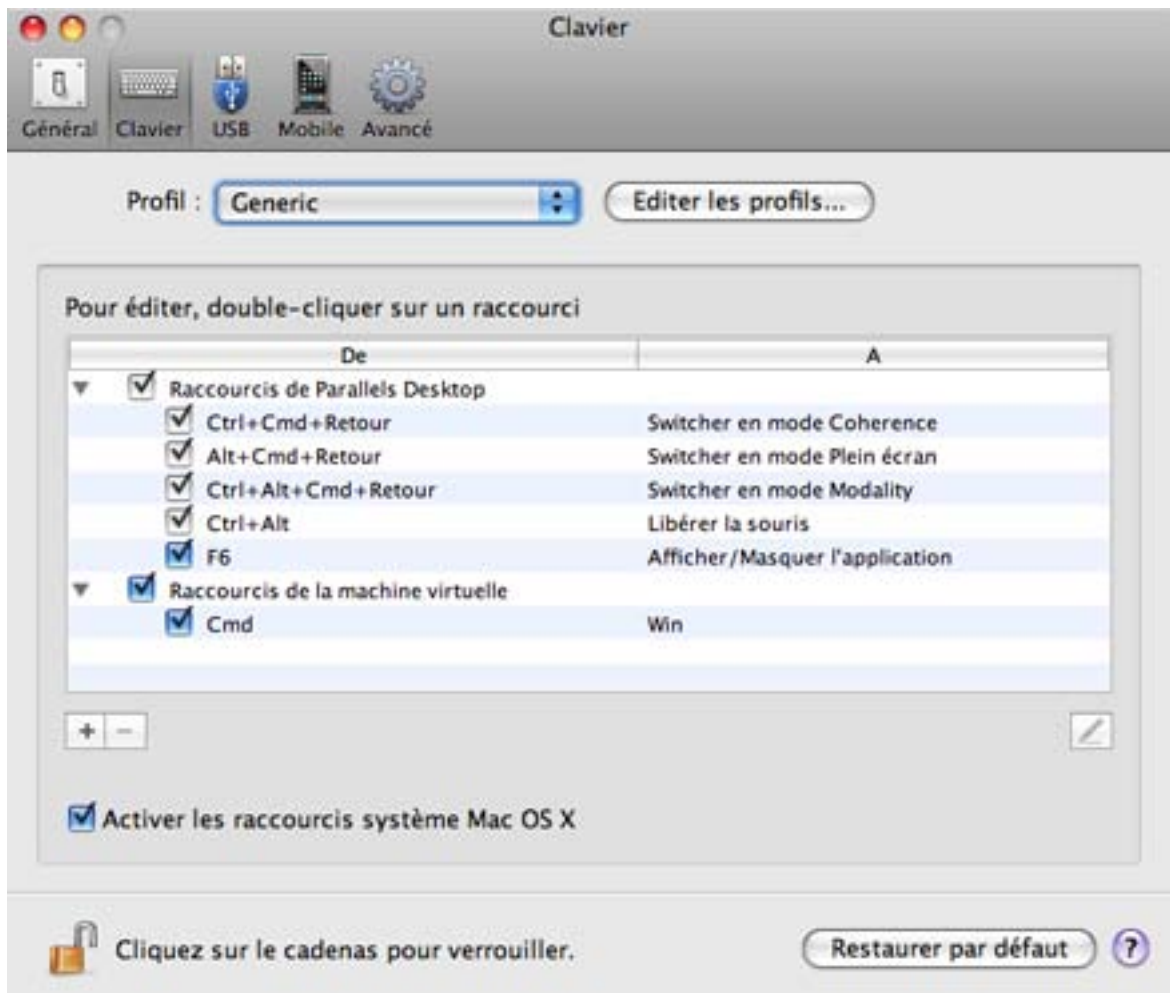 Clavier
Général Clavier USB Mobile Avancé
Profil : Generic Editer les profils...
Pour éditer, double-cliquer sur un raccourci
De A
Raccourcis de Parallels Desktop
Ctrl+Cmd+Retour Switcher en mode Coherence
Alt+Cmd+Retour Switcher en mode Plein écran
Ctrl+Alt+Cmd+Retour Switcher en mode Modality
Ctrl+Alt Libérer la souris
F6 Afficher/Masquer l'application
Raccourcis de la machine virtuelle
Cmd Win
+ −
Activer les raccourcis système Mac OS X
Cliquez sur le cadenas pour verrouiller. Restaurer par défaut ?